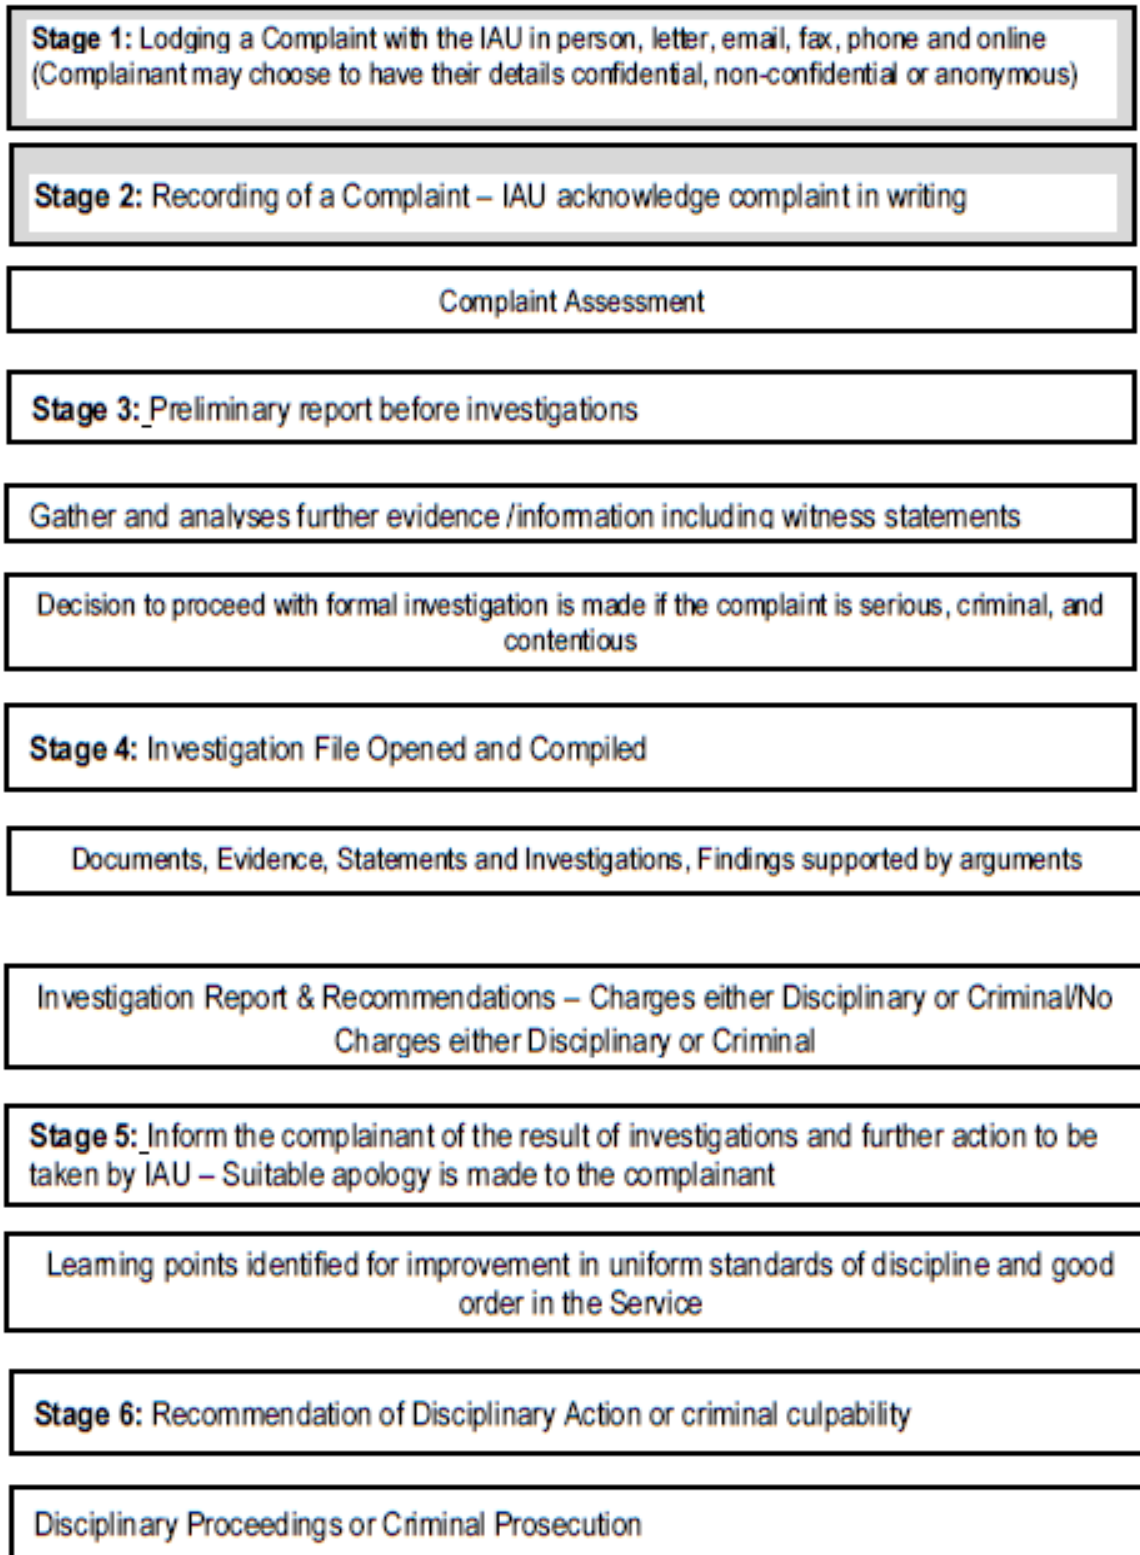 Stage 1: Lodging a Complaint with the IAU in person, letter, email, fax, phone and online
(Complainant may choose to have their details confidential, non-confidential or anonymous)
Stage 2: Recording of a Complaint – IAU acknowledge complaint in writing
Complaint Assessment
Stage 3: Preliminary report before investigations
Gather and analyses further evidence /information including witness statements
Decision to proceed with formal investigation is made if the complaint is serious, criminal, and
contentious
Stage 4: Investigation File Opened and Compiled
Documents, Evidence, Statements and Investigations, Findings supported by arguments
Investigation Report & Recommendations – Charges either Disciplinary or Criminal/No
Charges either Disciplinary or Criminal
Stage 5: Inform the complainant of the result of investigations and further action to be
taken by IAU – Suitable apology is made to the complainant
Learning points identified for improvement in uniform standards of discipline and good
order in the Service
Stage 6: Recommendation of Disciplinary Action or criminal culpability
Disciplinary Proceedings or Criminal Prosecution